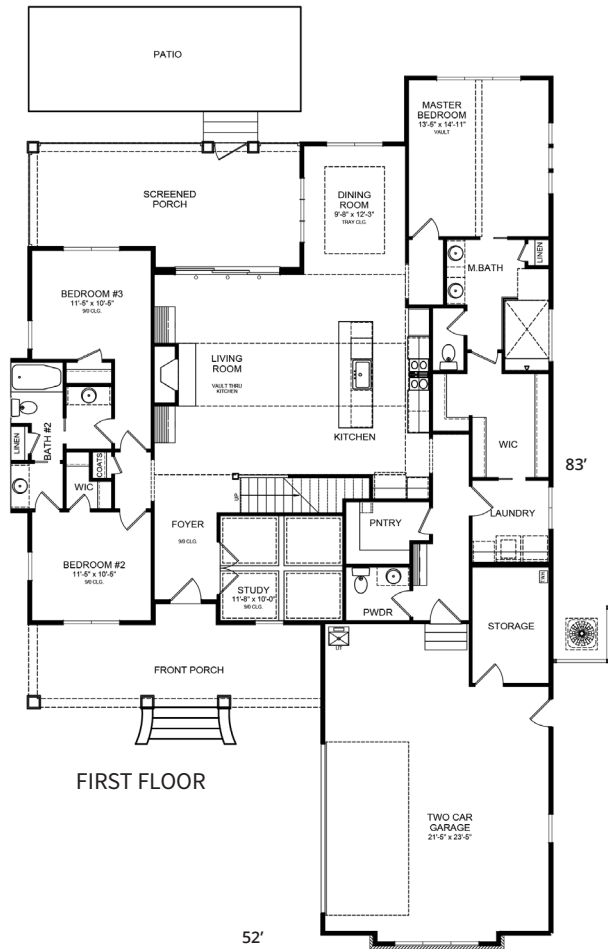 PATIO
MASTER
BEDROOM
13'-5" x 14'-11"
VAULT
SCREENED
PORCH
DINING
ROOM
9'-8" x 12'-3"
TRAY CLG.
M.BATH
LINEN
BEDROOM #3
11'-5" x 10'-5"
9/0 CLG.
LIVING
ROOM
VAULT THRU
KITCHEN
KITCHEN
BATH #2
LINEN
COATS
WIC
WIC
83'
UP
LAUNDRY
PNTRY
FOYER
9/0 CLG.
BEDROOM #2
11'-5" x 10'-5"
9/0 CLG.
STUDY
11'-8" x 10'-0"
9/0 CLG.
PWDR
STORAGE
UT
FRONT PORCH
FIRST FLOOR
TWO CAR
GARAGE
21'-5" x 23'-5"
52'